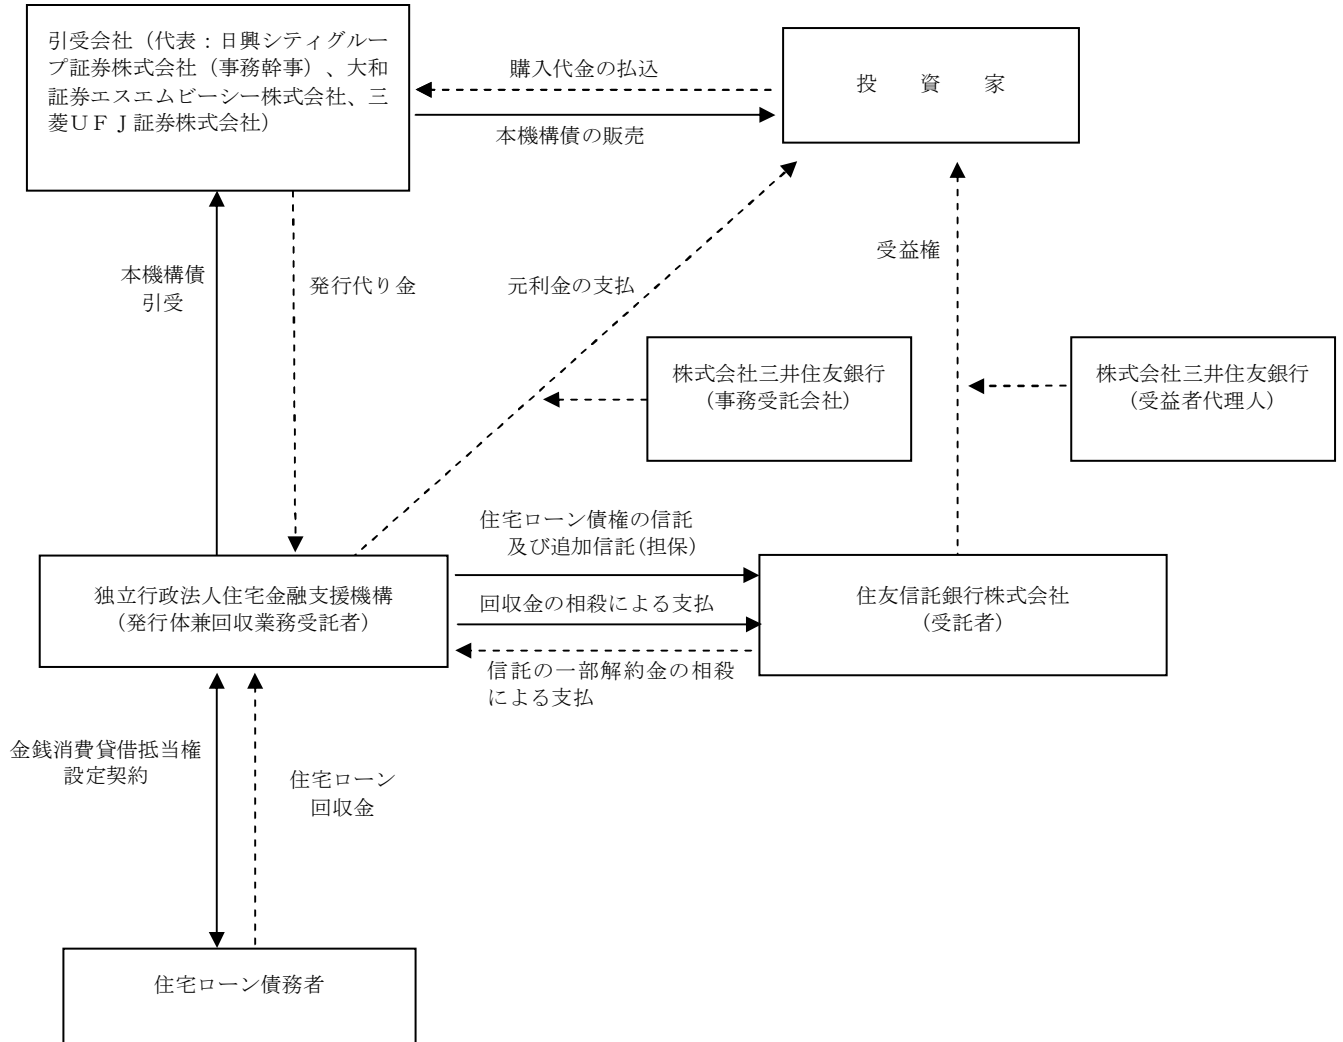 引受会社（代表：日興シティグルー
プ証券株式会社（事務幹事）、大和
証券エスエムビーシー株式会社、三
菱ＵＦＪ証券株式会社）
購入代金の払込
本機構債の販売
投　資　家
本機構債
引受
発行代り金
元利金の支払
受益権
株式会社三井住友銀行
（事務受託会社）
株式会社三井住友銀行
（受益者代理人）
住宅ローン債権の信託
及び追加信託（担保）
独立行政法人住宅金融支援機構
（発行体兼回収業務受託者）
回収金の相殺による支払
住友信託銀行株式会社
（受託者）
信託の一部解約金の相殺
による支払
金銭消費貸借抵当権
設定契約
住宅ローン
回収金
住宅ローン債務者